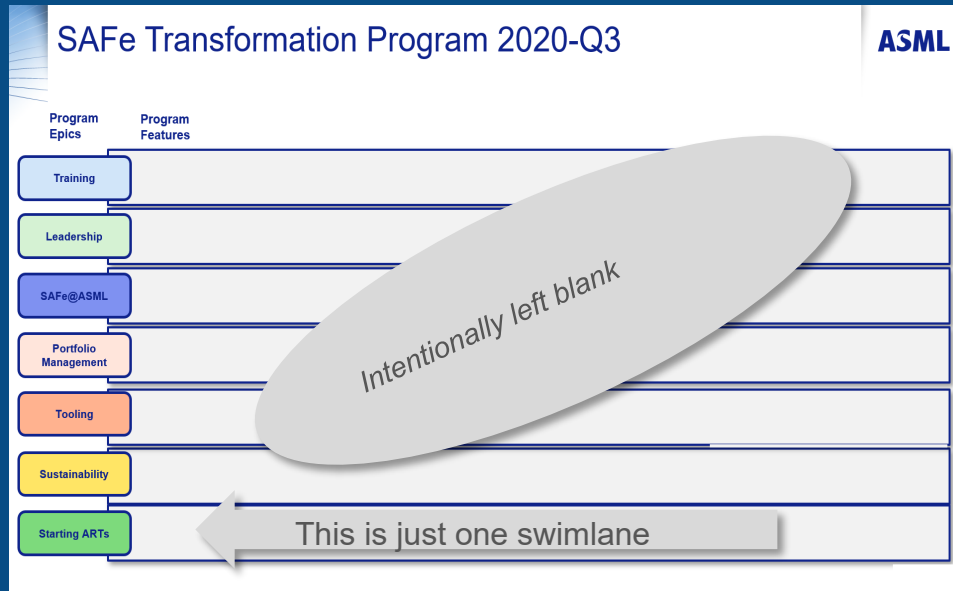 SAFe Transformation Program 2020-Q3
ASML
Program
Epics
Program
Features
Training
Leadership
SAFe@ASML
Portfolio
Management
Tooling
Sustainability
Starting ARTs
Intentionally left blank
This is just one swimlane